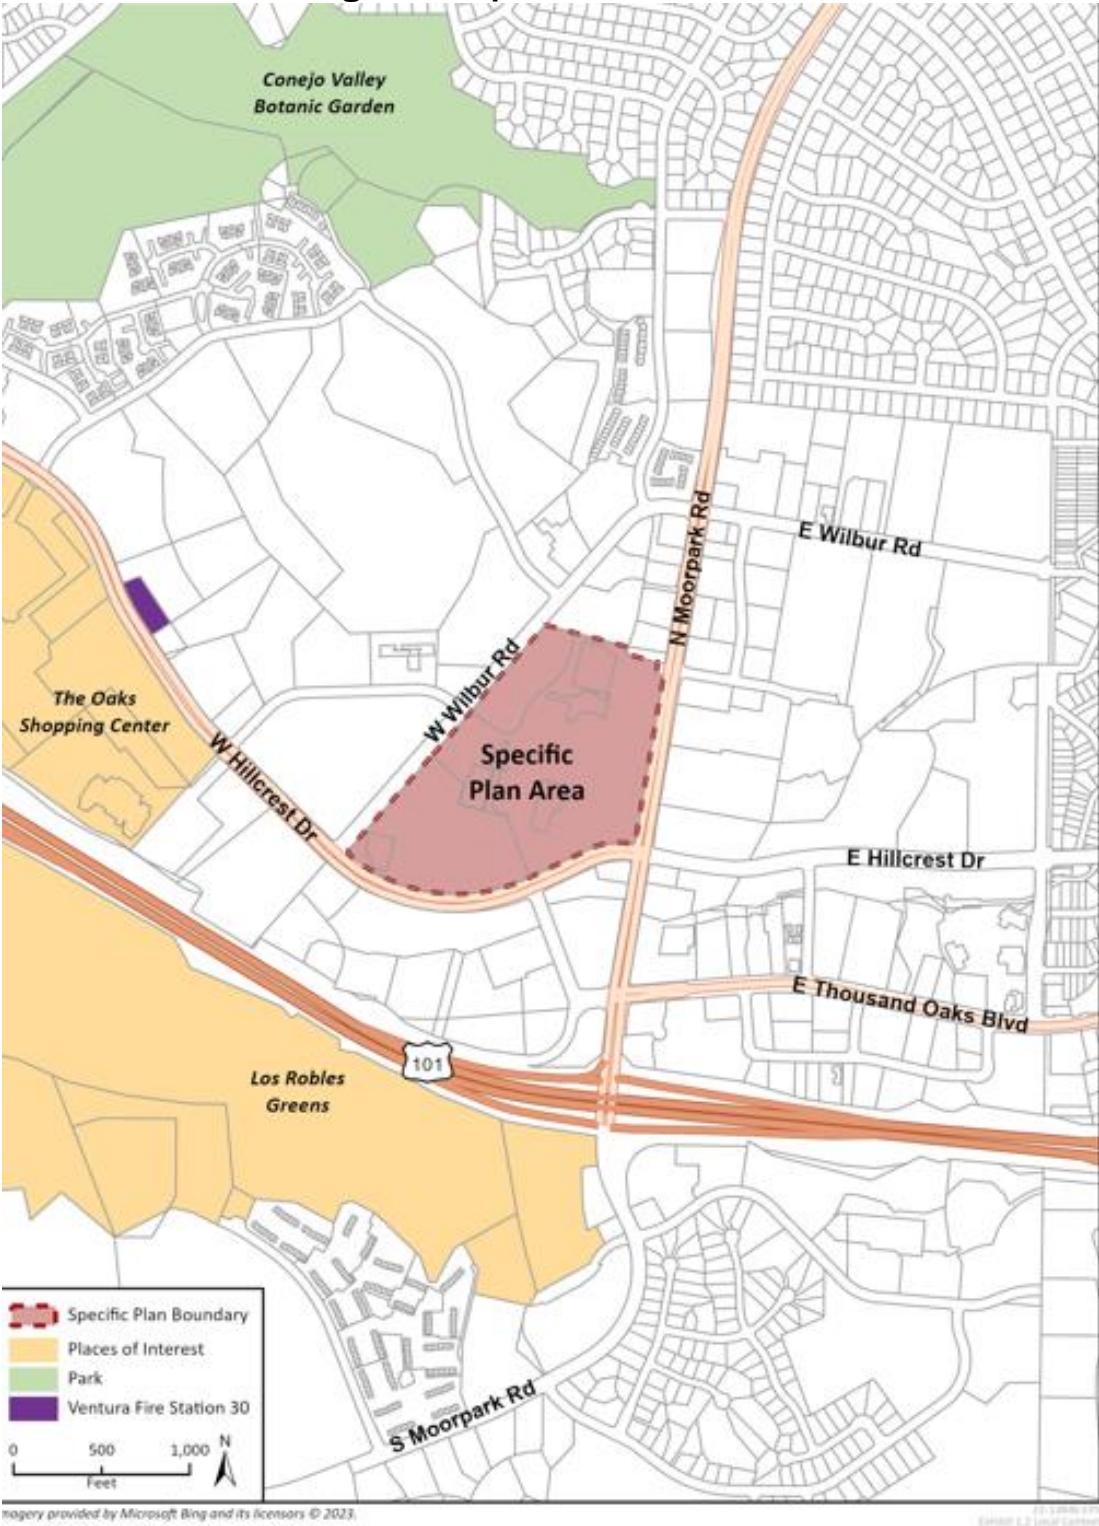 Conejo Valley
Botanic Garden
N Moorpark Rd
E Wilbur Rd
W Wilbur Rd
The Oaks
Shopping Center
W Hillcrest Dr
Specific
Plan Area
E Hillcrest Dr
E Thousand Oaks Blvd
101
Los Robles
Greens
S Moorpark Rd
Specific Plan Boundary
Places of Interest
Park
Ventura Fire Station 30
0 500 1,000 N
Feet
magery provided by Microsoft Bing and its licensors © 2023.